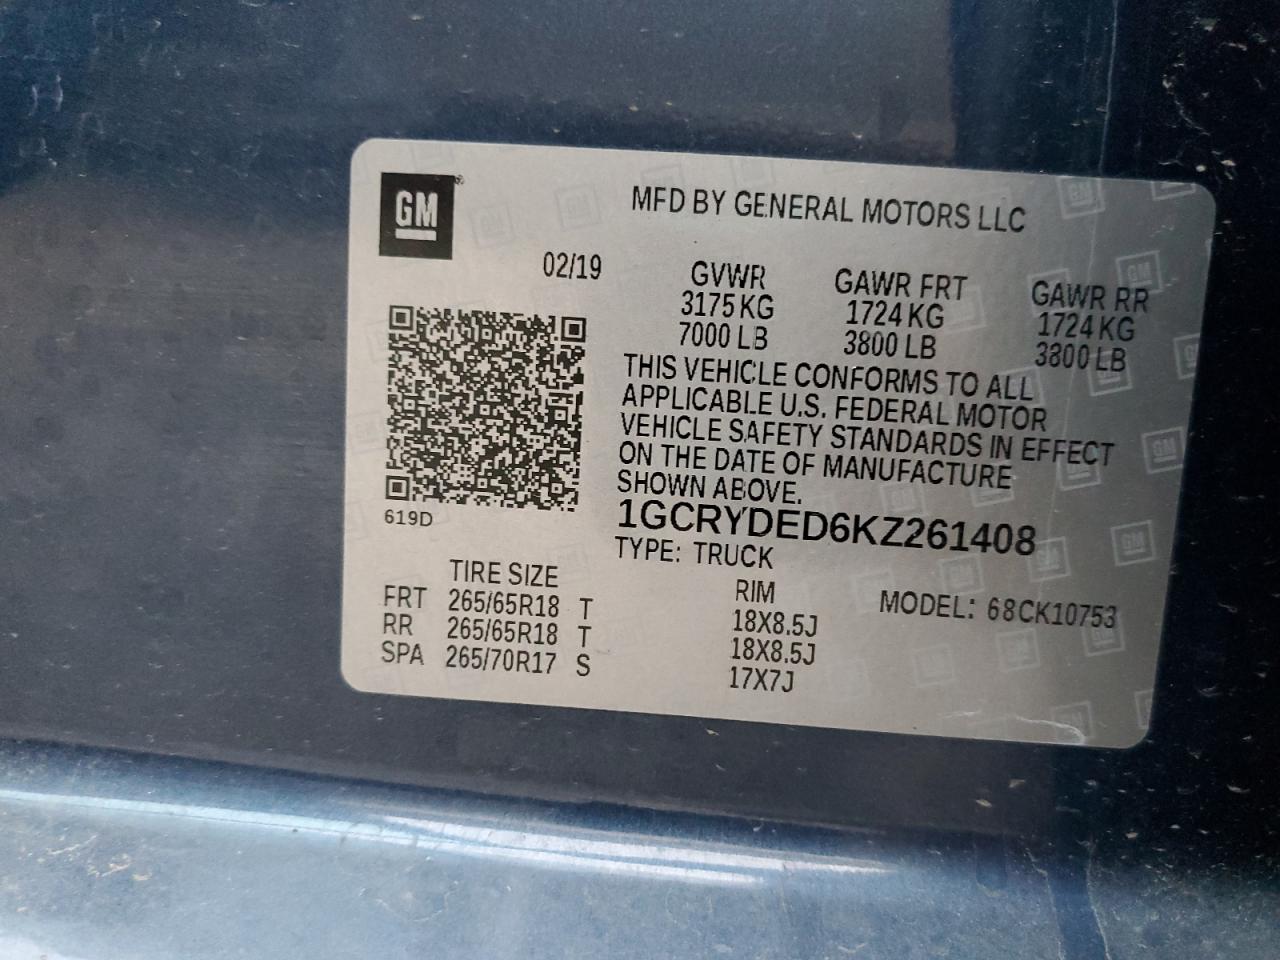 GM
MFD BY GENERAL MOTORS LLC
02/19
GVWR GAWR FRT GAWR RR
3175 KG 1724 KG 1724 KG
7000 LB 3800 LB 3800 LB
THIS VEHICLE CONFORMS TO ALL
APPLICABLE U.S. FEDERAL MOTOR
VEHICLE SAFETY STANDARDS IN EFFECT
ON THE DATE OF MANUFACTURE
SHOWN ABOVE.
619D
1GCRYDED6KZ261408
TYPE: TRUCK
TIRE SIZE RIM MODEL: 68CK10753
FRT 265/65R18 T 18X8.5J
RR 265/65R18 T 18X8.5J
SPA 265/70R17 S 17X7J